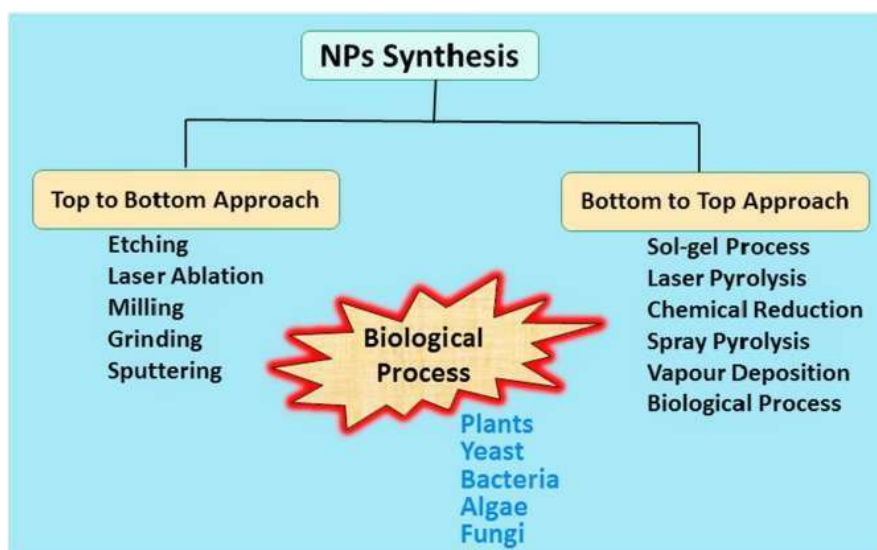 NPs Synthesis
Top to Bottom Approach
Etching
Laser Ablation
Milling
Grinding
Sputtering
Bottom to Top Approach
Sol-gel Process
Laser Pyrolysis
Chemical Reduction
Spray Pyrolysis
Vapour Deposition
Biological Process
Biological
Process
Plants
Yeast
Bacteria
Algae
Fungi